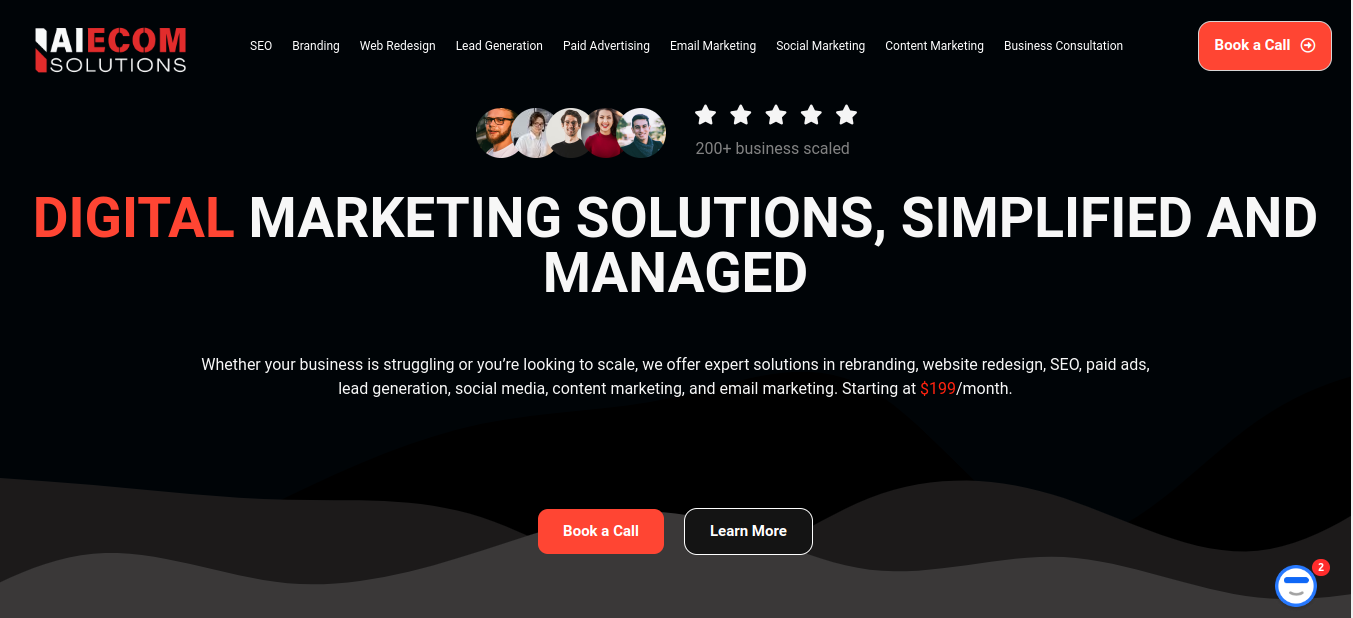 AIECOM
SOLUTIONS
SEO Branding Web Redesign Lead Generation Paid Advertising Email Marketing Social Marketing Content Marketing Business Consultation
Book a Call
200+ business scaled
DIGITAL MARKETING SOLUTIONS, SIMPLIFIED AND
MANAGED
Whether your business is struggling or you’re looking to scale, we offer expert solutions in rebranding, website redesign, SEO, paid ads,
lead generation, social media, content marketing, and email marketing. Starting at $199/month.
Book a Call
Learn More
2